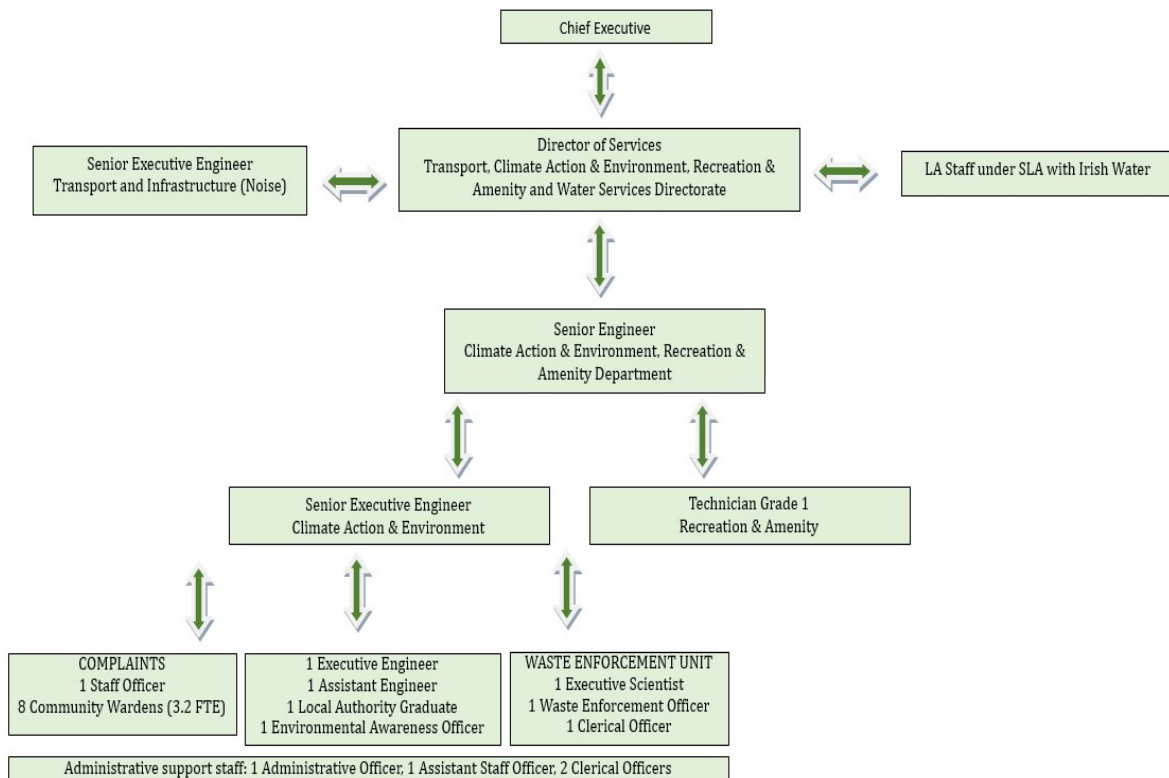 Chief Executive
Director of Services
Transport, Climate Action & Environment, Recreation &
Amenity and Water Services Directorate
Senior Executive Engineer
Transport and Infrastructure (Noise)
LA Staff under SLA with Irish Water
Senior Engineer
Climate Action & Environment, Recreation &
Amenity Department
Senior Executive Engineer
Climate Action & Environment
Technician Grade 1
Recreation & Amenity
COMPLAINTS
1 Staff Officer
8 Community Wardens (3.2 FTE)
1 Executive Engineer
1 Assistant Engineer
1 Local Authority Graduate
1 Environmental Awareness Officer
WASTE ENFORCEMENT UNIT
1 Executive Scientist
1 Waste Enforcement Officer
1 Clerical Officer
Administrative support staff: 1 Administrative Officer, 1 Assistant Staff Officer, 2 Clerical Officers